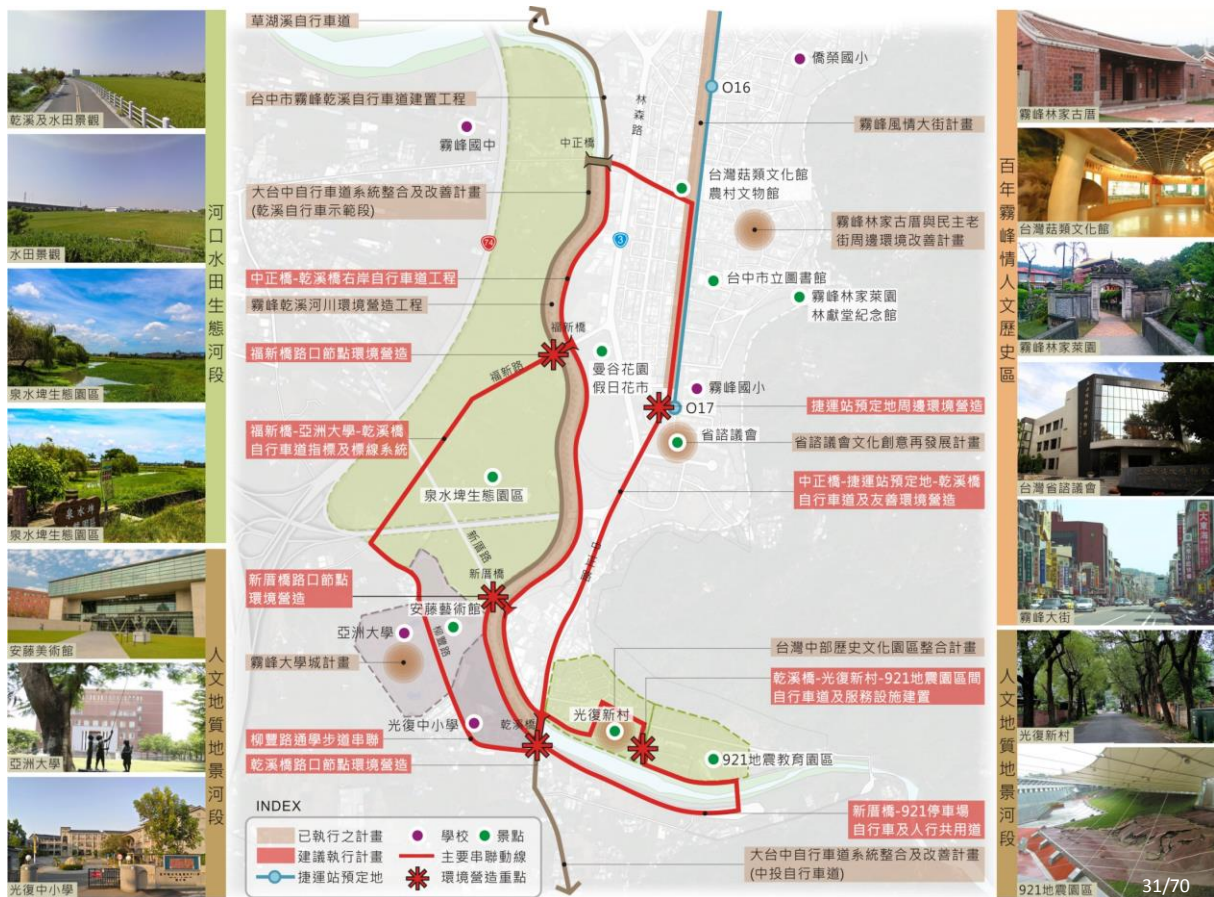 乾溪及水田景觀
水田景觀
泉水埤生態園區
泉水埤生態園區
河口水田生態河段
安藤美術館
亞洲大學
光復中小學
人文地質地景河段
草湖溪自行車道
台中市霧峰乾溪自行車道建置工程
霧峰國中
大台中自行車道系統整合及改善計畫
(乾溪自行車示範段)
74
中正橋-乾溪橋右岸自行車道工程
霧峰乾溪河川環境營造工程
福新橋路口節點環境營造
福新橋-亞洲大學-乾溪橋
自行車道指標及標線系統
新厝橋路口節點
環境營造
亞洲大學
霧峰大學城計畫
光復中小學
柳豐路通學步道串聯
乾溪橋路口節點環境營造
中正橋
林森路
3
福新橋
福新路
曼谷花園
假日花市
泉水埤生態園區
新厝路
新厝橋
安藤藝術館
柳豐路
乾溪橋
中正路
僑榮國小
O16
霧峰風情大街計畫
台灣菇類文化館
農村文物館
霧峰林家古厝與民主老
街周邊環境改善計畫
台中市立圖書館
霧峰林家萊園
林獻堂紀念館
霧峰國小
O17
捷運站預定地周邊環境營造
省諮議會
省諮議會文化創意再發展計畫
中正橋-捷運站預定地-乾溪橋
自行車道及友善環境營造
台灣中部歷史文化園區整合計畫
乾溪橋-光復新村-921地震園區間
自行車道及服務設施建置
光復新村
921地震教育園區
新厝橋-921停車場
自行車及人行共用道
大台中自行車道系統整合及改善計畫
(中投自行車道)
INDEX
已執行之計畫
學校
景點
建議執行計畫
主要串聯動線
捷運站預定地
環境營造重點
百年霧峰情人文歷史區
霧峰林家古厝
台灣菇類文化館
霧峰林家萊園
台灣省諮議會
霧峰大街
人文地質地景河段
光復新村
921地震園區
31/70